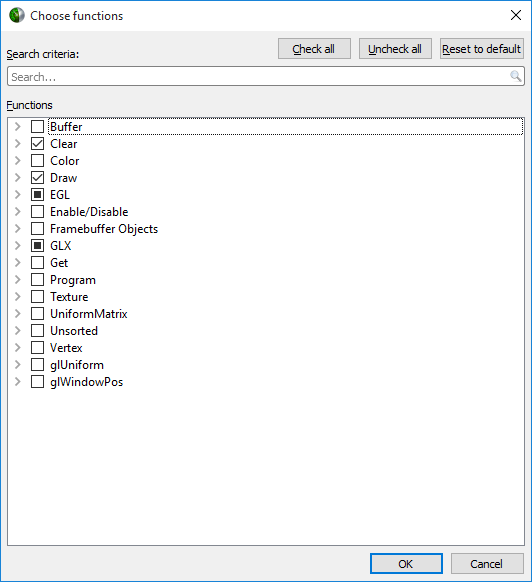 Choose functions
Search criteria:
Check all
Uncheck all
Reset to default
Search...
Functions
Buffer
Clear
Color
Draw
EGL
Enable/Disable
Framebuffer Objects
GLX
Get
Program
Texture
UniformMatrix
Unsorted
Vertex
glUniform
glWindowPos
OK
Cancel